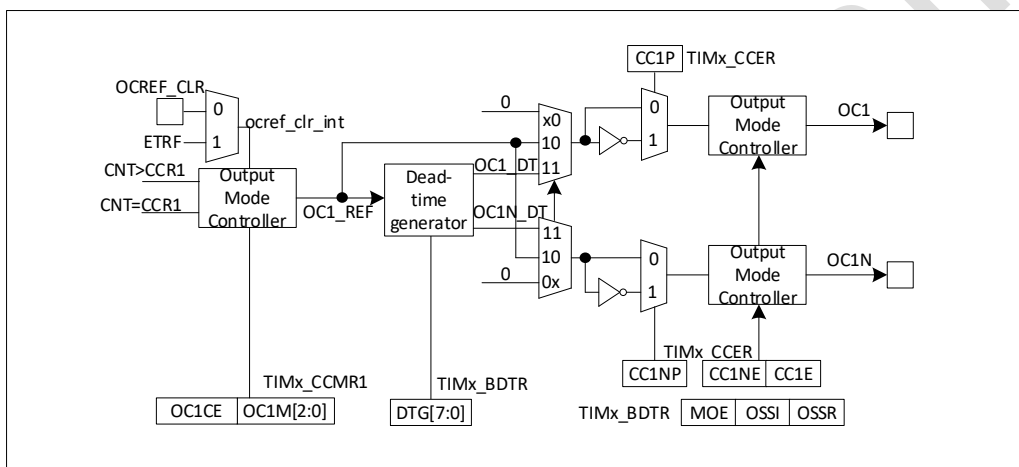 CC1P
TIMx_CCER
OCREF_CLR
0
ocref_clr_int
ETRF
1
CNT>CCR1
CNT=CCR1
Output
Mode
Controller
OC1_REF
Dead-
time
generator
OC1_DT
OC1N_DT
0
x0
10
11
11
10
0x
0
0
1
Output
Mode
Controller
OC1
0
1
Output
Mode
Controller
OC1N
TIMx_CCER
CC1NP
CC1NE
CC1E
TIMx_CCMR1
OC1CE
OC1M[2:0]
TIMx_BDTR
DTG[7:0]
TIMx_BDTR
MOE
OSSI
OSSR